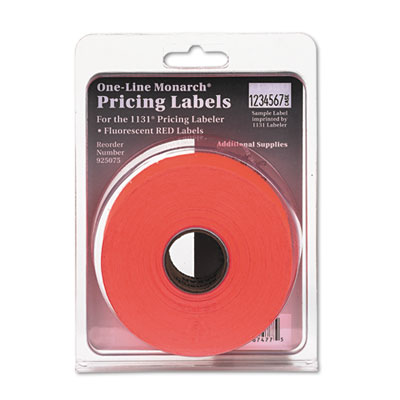 One-Line Monarch®
Pricing Labels
For the 1131® Pricing Labeler
• Fluorescent RED Labels
Reorder
Number
925075
1234567
Sample Label
imprinted by
1131 Labeler
Additional Supplies